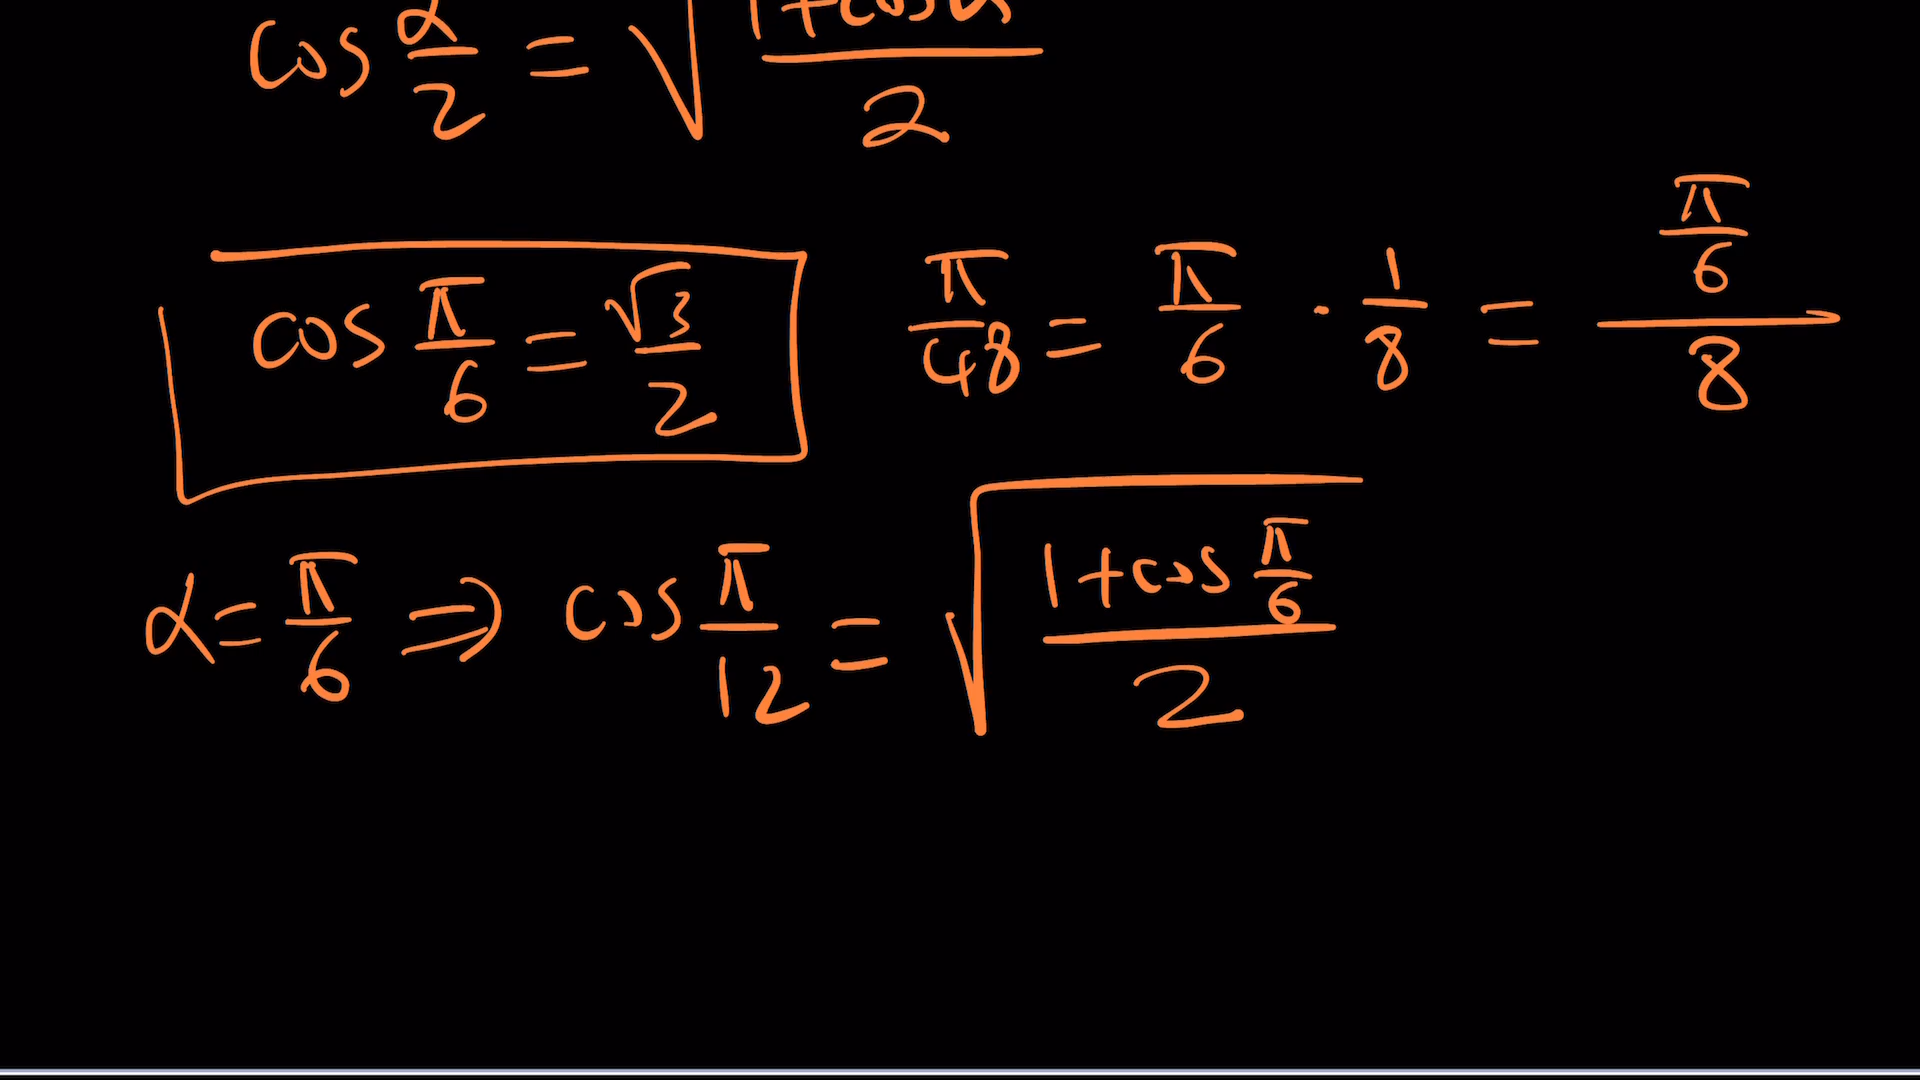 cos α/2 = √((1+cosα)/2)
cos π/6 = √3/2
π/48 = π/6 · 1/8 = (π/6)/8
α = π/6 ⇒ cos π/12 = √((1+cos π/6)/2)